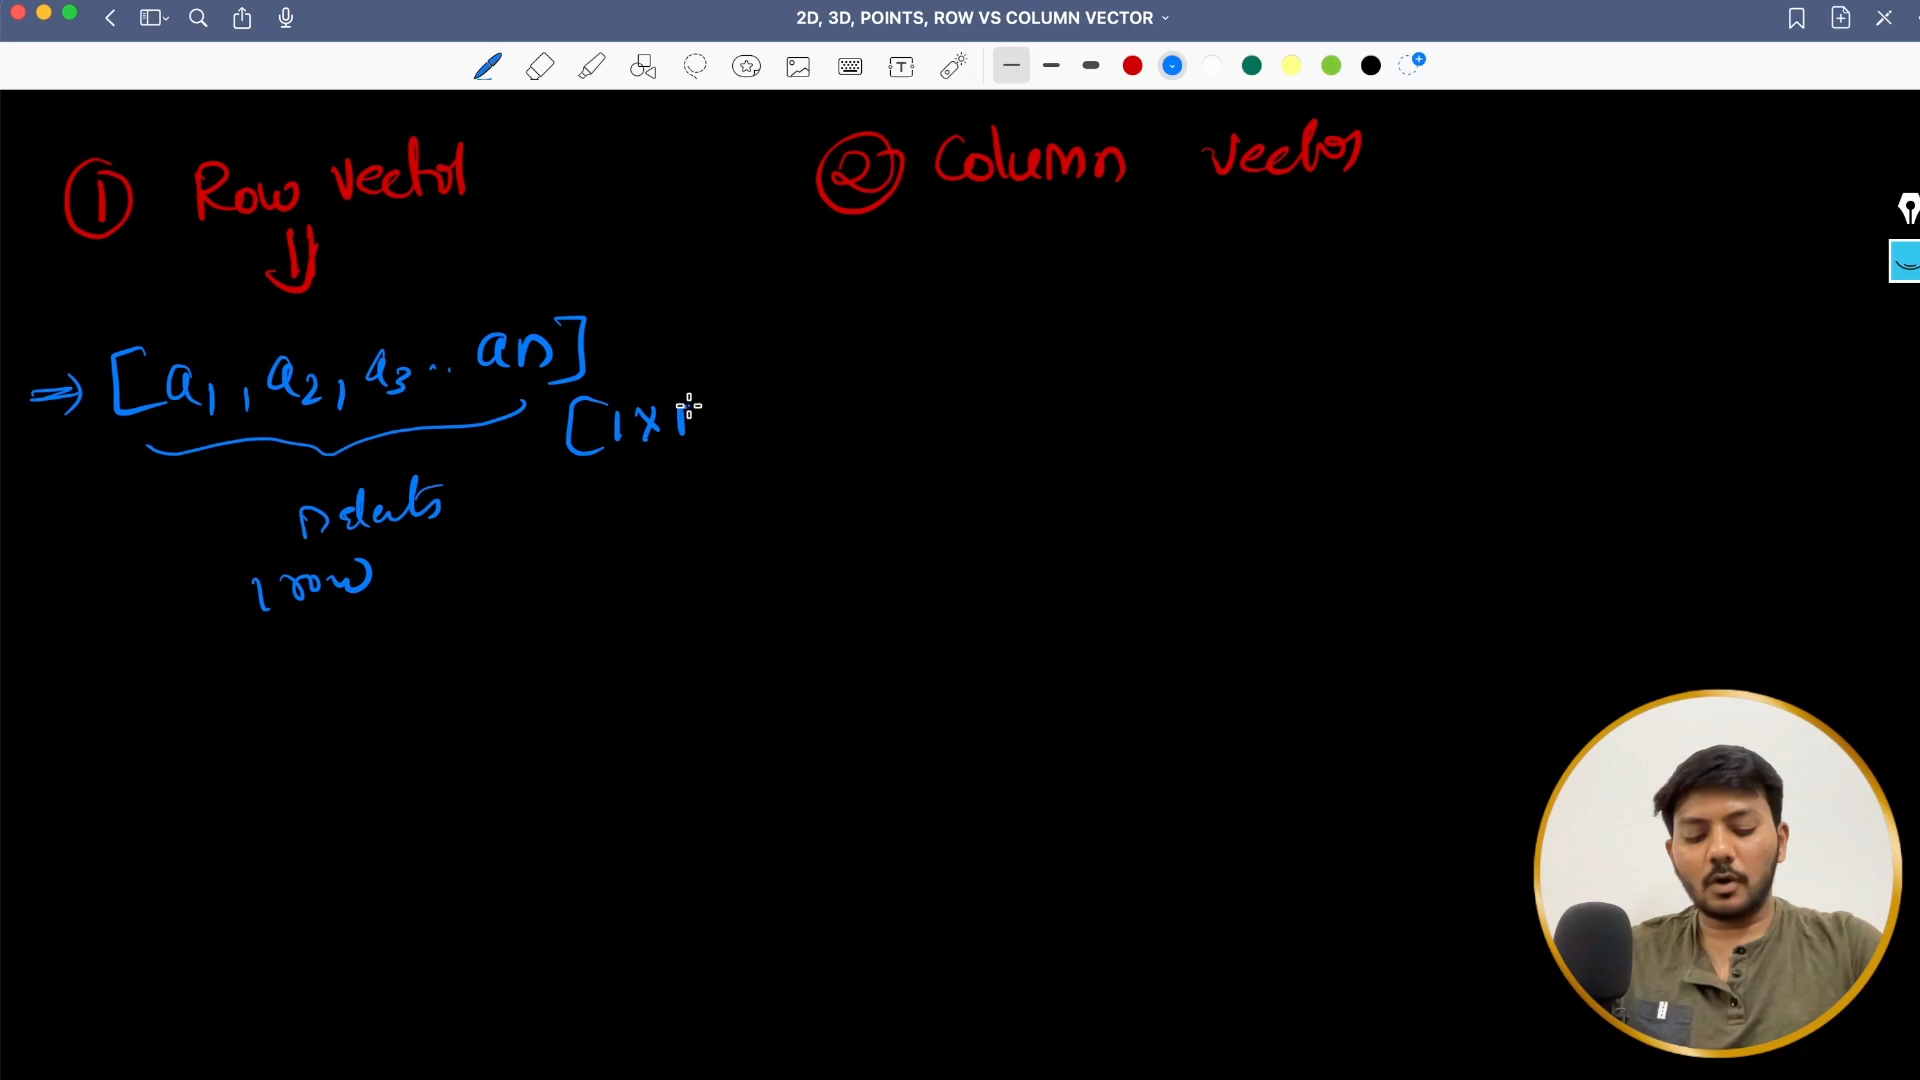 2D, 3D, POINTS, ROW VS COLUMN VECTOR
① Row vector
② Column vector
⇒ [a1, a2, a3 .. an]
[1 x n
1 row